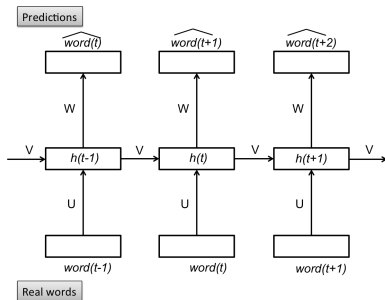 Predictions
word(t) word(t+1) word(t+2)
W W W
V V V V
h(t-1) h(t) h(t+1)
U U U
word(t-1) word(t) word(t+1)
Real words